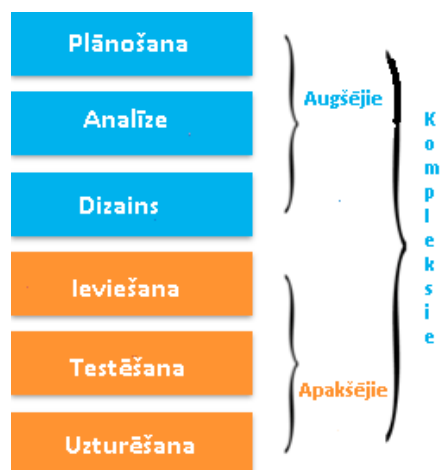 Plānošana
Analīze
Dizains
Ieviešana
Testēšana
Uzturēšana
Augšējie
Apakšējie
Kompleksie